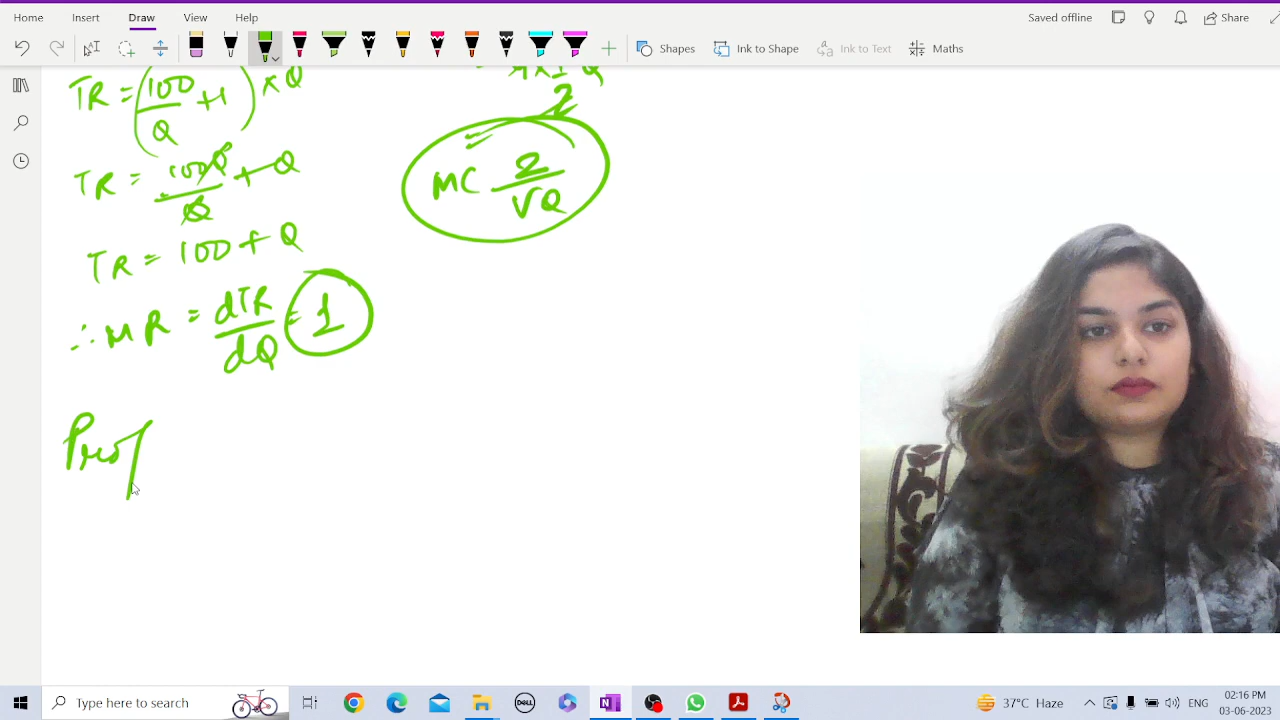 Home Insert Draw View Help Saved offline Share
Shapes Ink to Shape Ink to Text Maths
TR = (100/Q + 1) × Q
TR = 100Q/Q + Q
TR = 100 + Q
∴ MR = dTR/dQ = 1
MC 2/√Q
Prof
Type here to search
DELL
37°C Haze
ENG
02:16 PM
03-06-2023